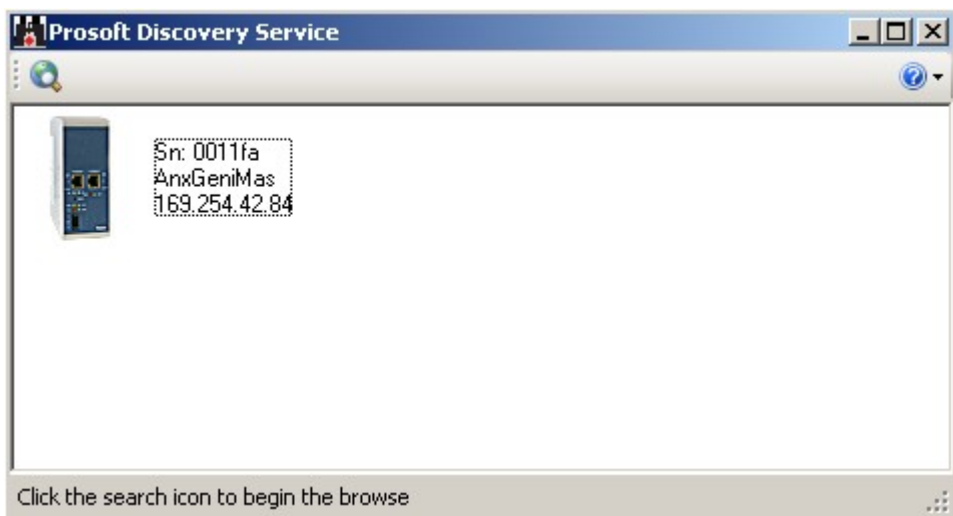 Prosoft Discovery Service
Sn: 0011fa
AnxGeniMas
169.254.42.84
Click the search icon to begin the browse